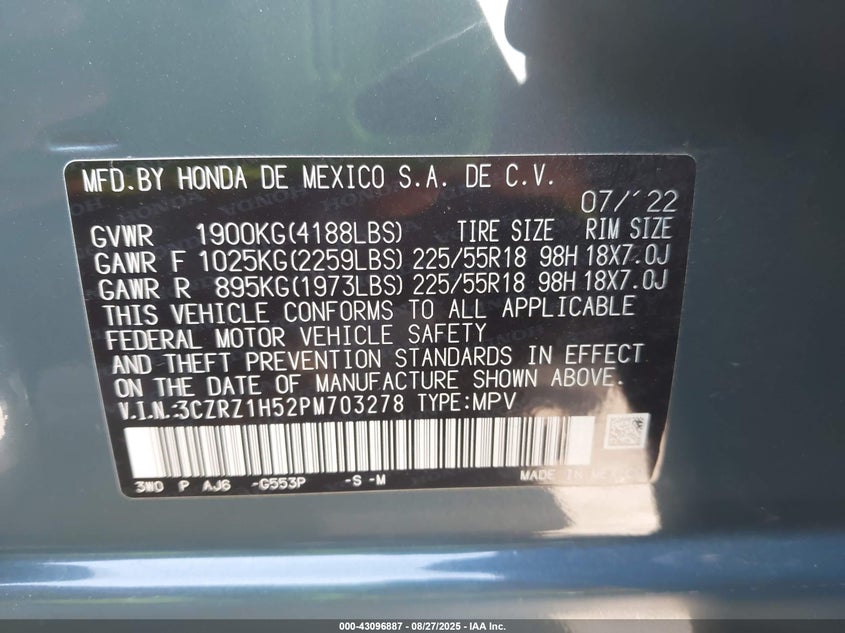 MFD.BY HONDA DE MEXICO S.A. DE C.V.
07/'22
GVWR 1900KG(4188LBS) TIRE SIZE RIM SIZE
GAWR F 1025KG(2259LBS) 225/55R18 98H 18X7.0J
GAWR R 895KG(1973LBS) 225/55R18 98H 18X7.0J
THIS VEHICLE CONFORMS TO ALL APPLICABLE
FEDERAL MOTOR VEHICLE SAFETY
AND THEFT PREVENTION STANDARDS IN EFFECT
ON THE DATE OF MANUFACTURE SHOWN ABOVE.
V.I.N.:3CZRZ1H52PM703278 TYPE:MPV
3W0 P AJ6 -G553P -S -M MADE IN MEXICO
000-43096887 - 08/27/2025 - IAA Inc.